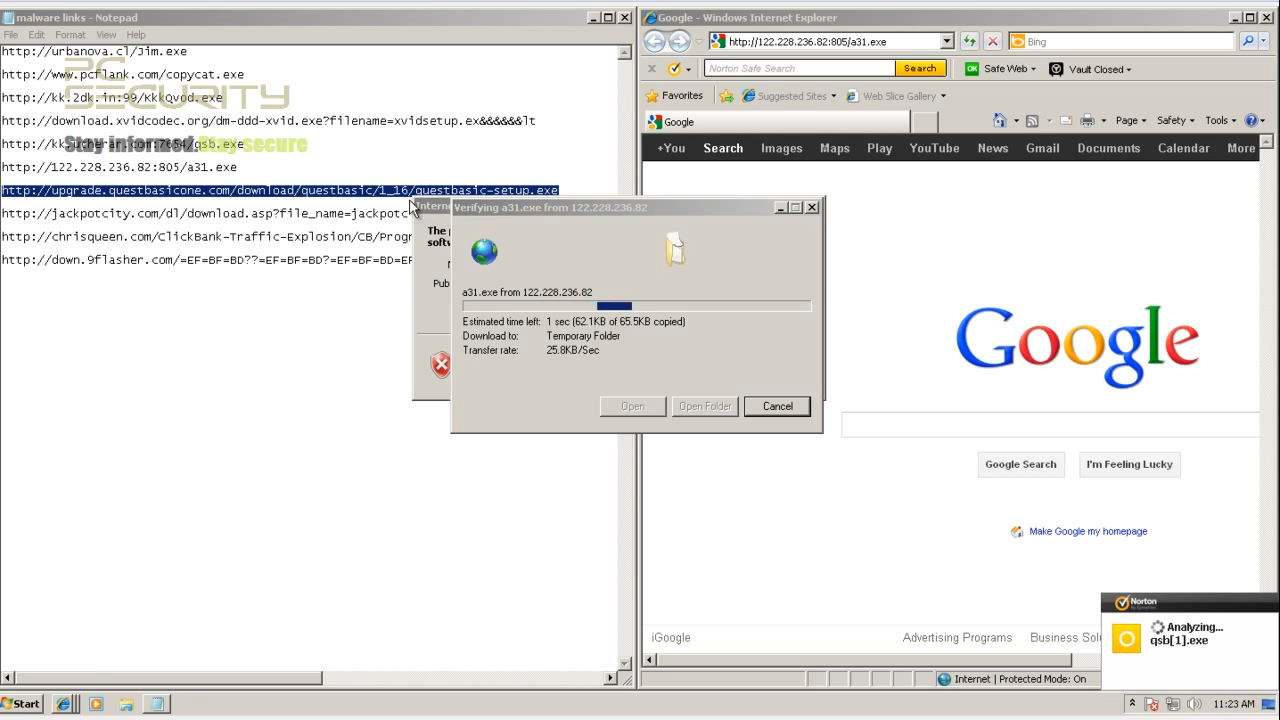 malware links - Notepad
File Edit Format View Help
http://urbanova.cl/Jim.exe
http://www.pcflank.com/copycat.exe
http://kk.2dk.in:99/kkkQvod.exe
http://download.xvidcodec.org/dm-ddd-xvid.exe?filename=xvidsetup.ex&&&&&&lt
http://122.228.236.82:805/a31.exe
http://upgrade.questbasicone.com/download/questbasic/1_16/questbasic-setup.exe
http://jackpotcity.com/dl/download.asp?file_name=jackpotc
http://chrisqueen.com/ClickBank-Traffic-Explosion/CB/Progr
http://down.9flasher.com/=EF=BF=BD??=EF=BF=BD?=EF=BF=BD=EF
PC
SECURITY
Stay informed. Stay secure
Internet
The p
softw
Pub
Verifying a31.exe from 122.228.236.82
a31.exe from 122.228.236.82
Estimated time left: 1 sec (62.1KB of 65.5KB copied)
Download to: Temporary Folder
Transfer rate: 25.8KB/Sec
Open Open Folder Cancel
Google - Windows Internet Explorer
http://122.228.236.82:805/a31.exe Bing
Norton Safe Search Search OK Safe Web Vault Closed
Favorites Suggested Sites Web Slice Gallery
Google Page Safety Tools
+You Search Images Maps Play YouTube News Gmail Documents Calendar More
Google
Google Search I'm Feeling Lucky
Make Google my homepage
iGoogle Advertising Programs Business Solu
Norton
by Symantec
Analyzing...
qsb[1].exe
Internet | Protected Mode: On
Start 11:23 AM